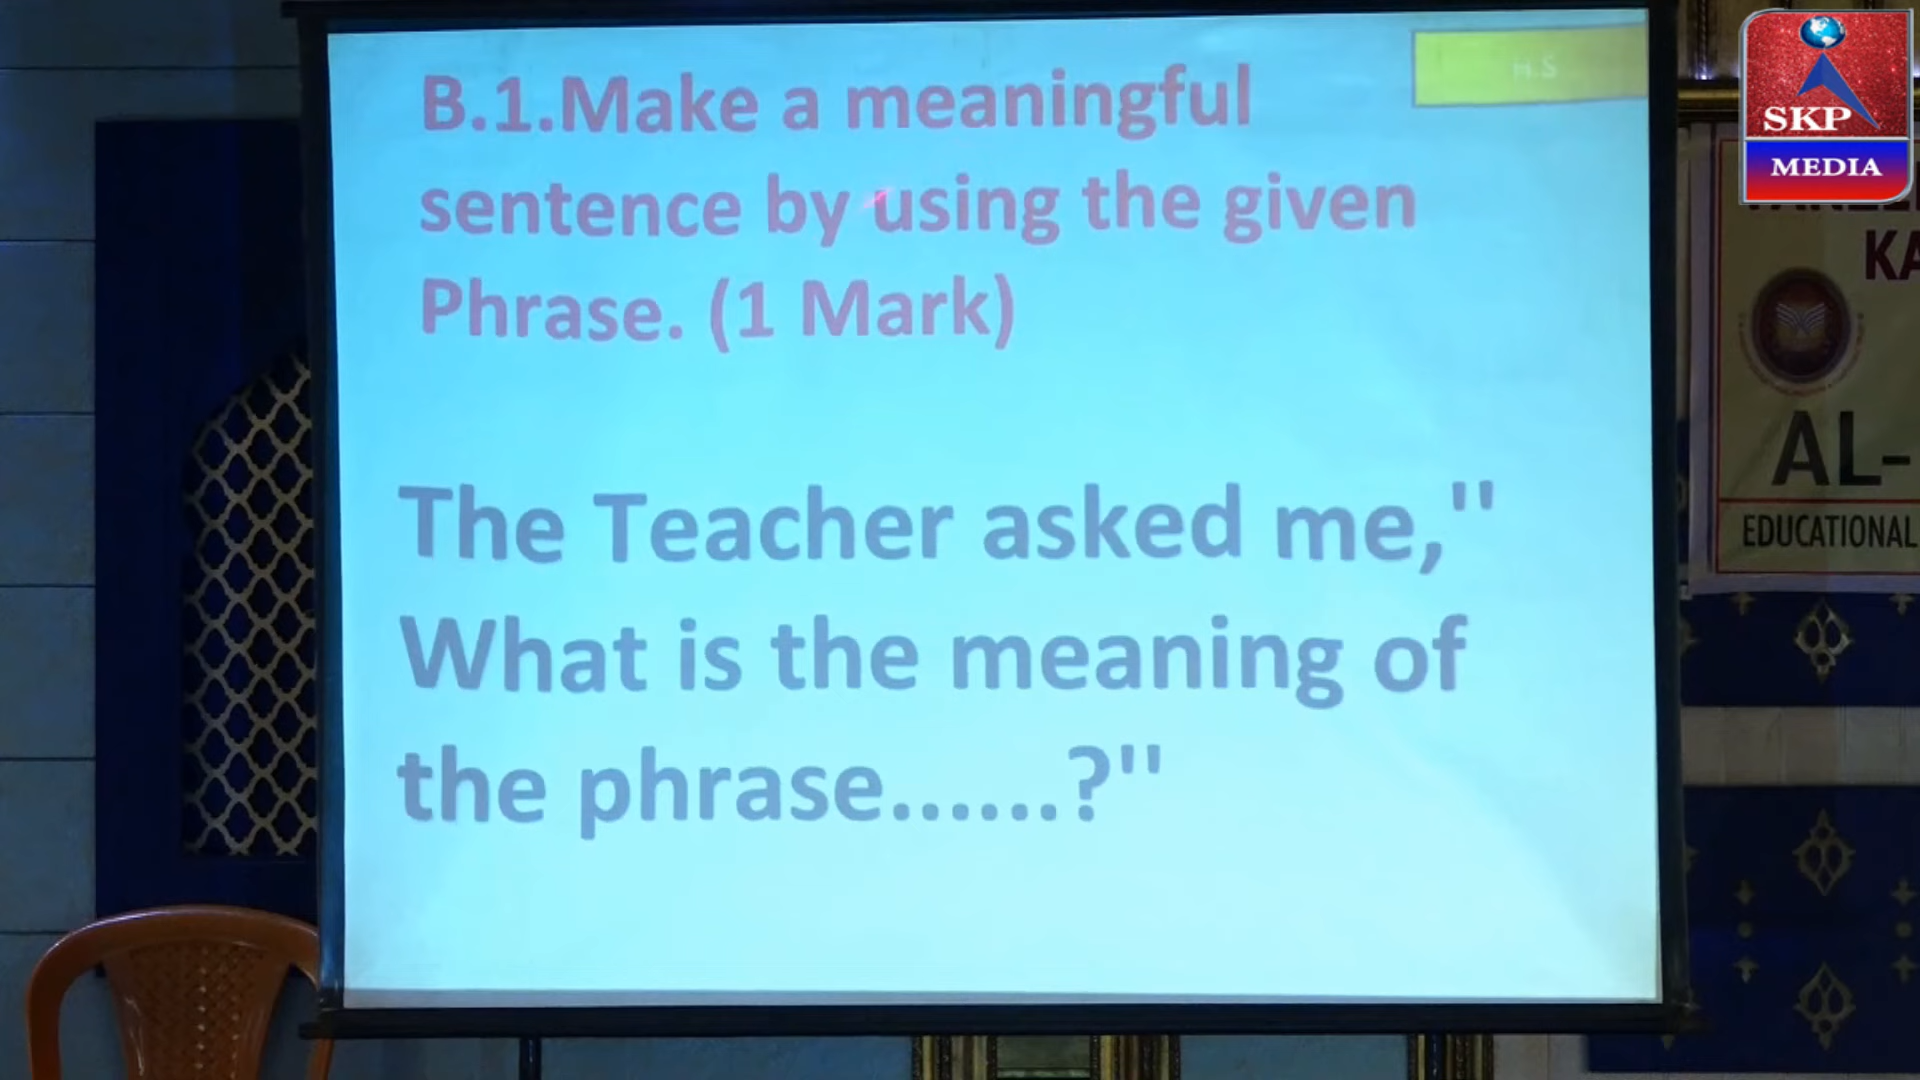 B.1.Make a meaningful
sentence by using the given
Phrase. (1 Mark)
H.S
The Teacher asked me,"
What is the meaning of
the phrase......?"
SKP
MEDIA
KA
AL-
EDUCATIONAL